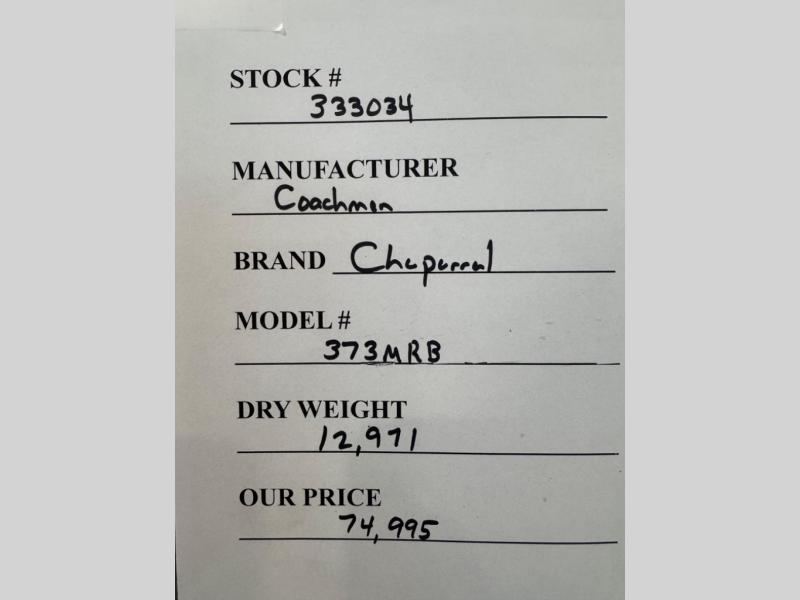 STOCK #
333034
MANUFACTURER
Coachmen
BRAND Chaparral
MODEL #
373MRB
DRY WEIGHT
12,971
OUR PRICE
74,995